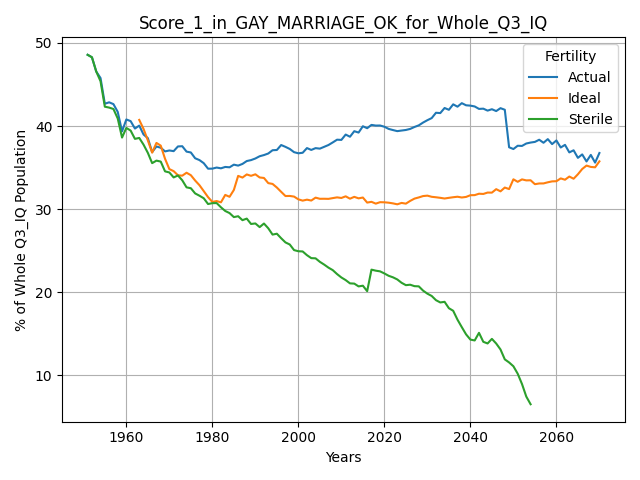 Score_1_in_GAY_MARRIAGE_OK_for_Whole_Q3_IQ
Fertility
Actual
Ideal
Sterile
% of Whole Q3_IQ Population
50
40
30
20
10
1960 1980 2000 2020 2040 2060
Years